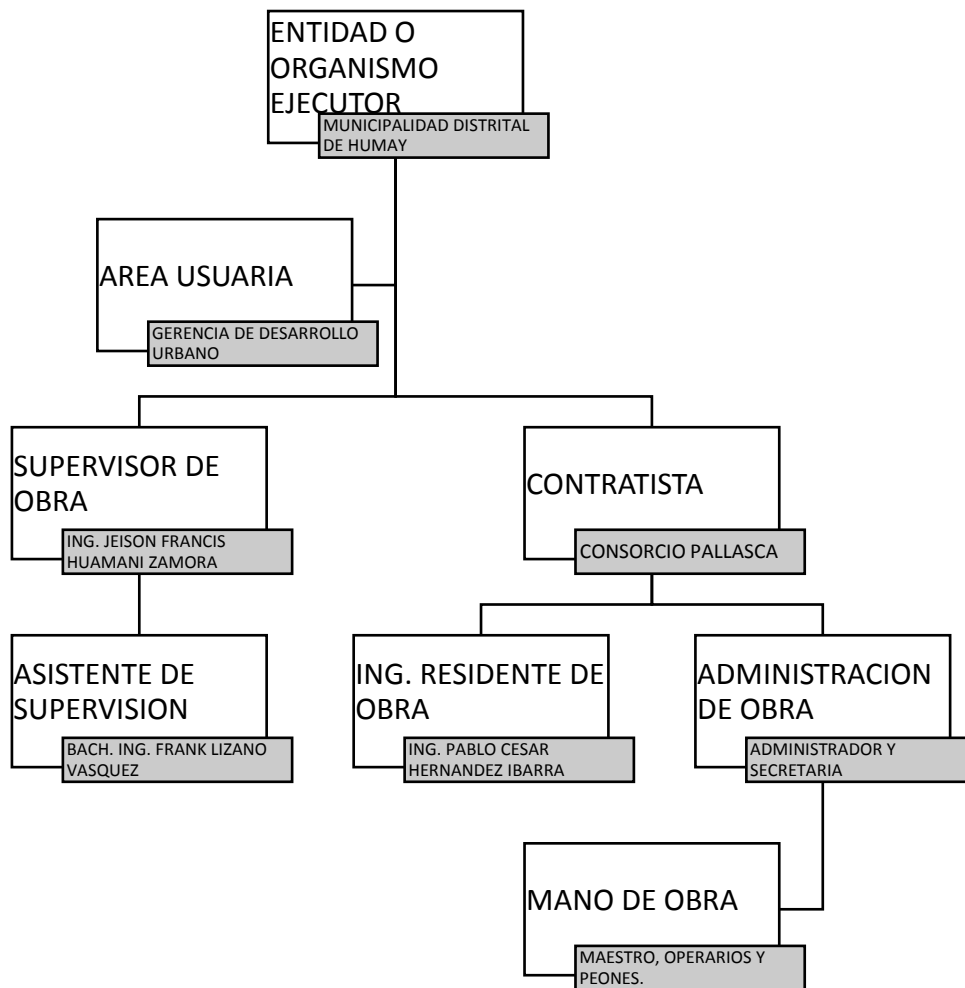 ENTIDAD O
ORGANISMO
EJECUTOR
MUNICIPALIDAD DISTRITAL
DE HUMAY
AREA USUARIA
GERENCIA DE DESARROLLO
URBANO
SUPERVISOR DE
OBRA
ING. JEISON FRANCIS
HUAMANI ZAMORA
CONTRATISTA
CONSORCIO PALLASCA
ASISTENTE DE
SUPERVISION
BACH. ING. FRANK LIZANO
VASQUEZ
ING. RESIDENTE DE
OBRA
ING. PABLO CESAR
HERNANDEZ IBARRA
ADMINISTRACION
DE OBRA
ADMINISTRADOR Y
SECRETARIA
MANO DE OBRA
MAESTRO, OPERARIOS Y
PEONES.